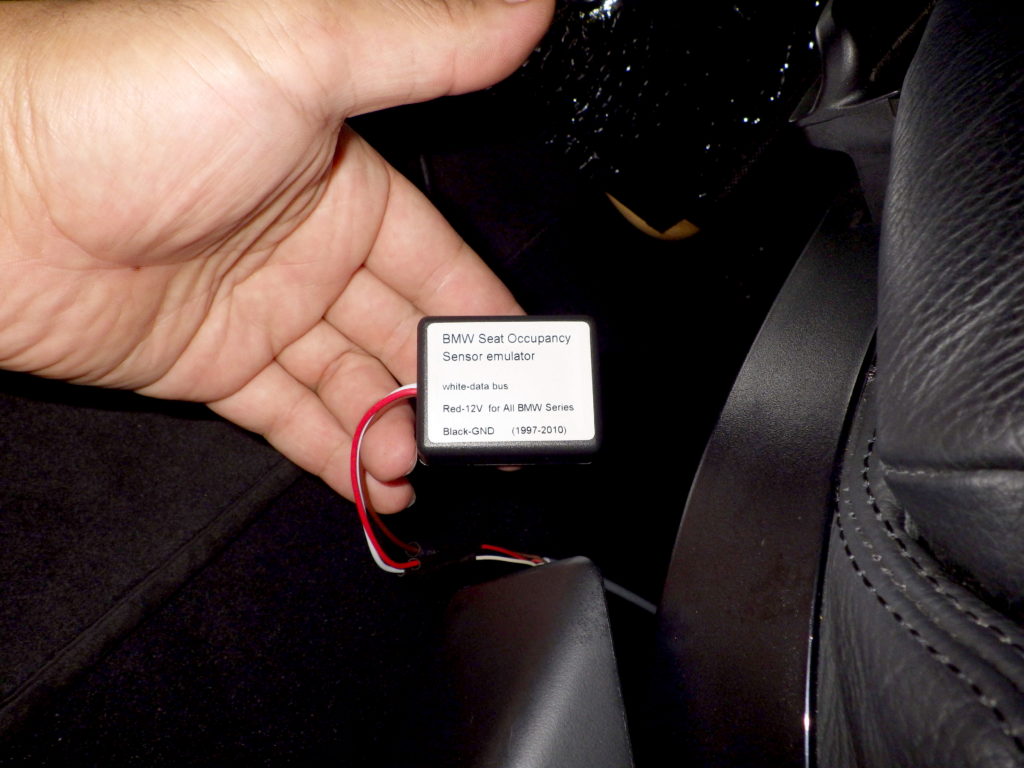 BMW Seat Occupancy
Sensor emulator
white-data bus
Red-12V for All BMW Series
Black-GND (1997-2010)